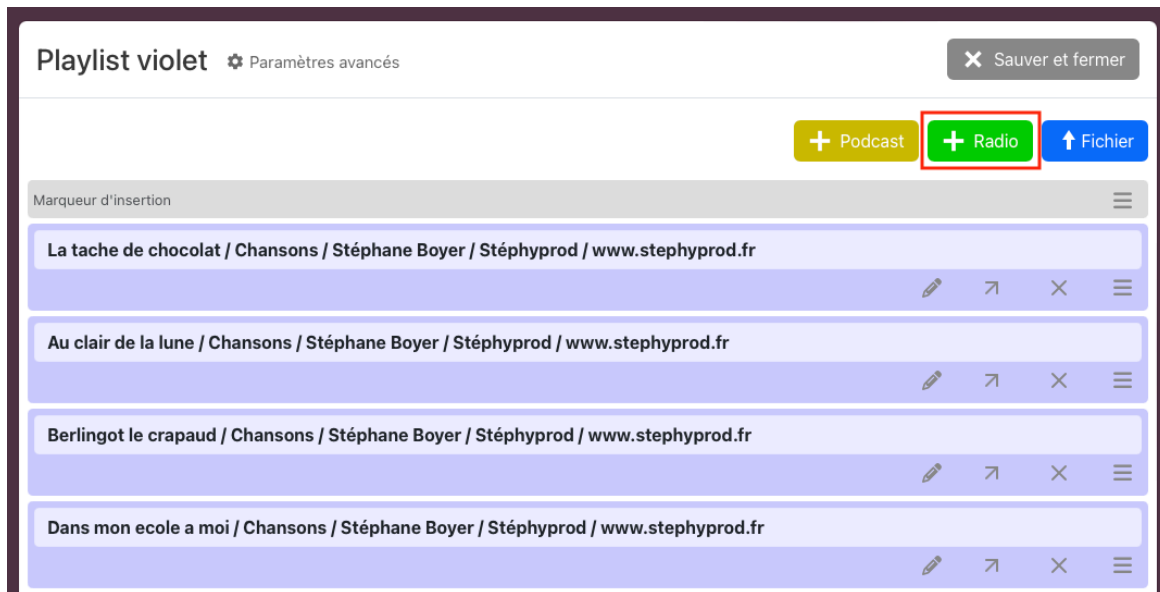 Playlist violet Paramètres avancés Sauver et fermer
Podcast Radio Fichier
Marqueur d'insertion
La tache de chocolat / Chansons / Stéphane Boyer / Stéphyprod / www.stephyprod.fr
Au clair de la lune / Chansons / Stéphane Boyer / Stéphyprod / www.stephyprod.fr
Berlingot le crapaud / Chansons / Stéphane Boyer / Stéphyprod / www.stephyprod.fr
Dans mon ecole a moi / Chansons / Stéphane Boyer / Stéphyprod / www.stephyprod.fr